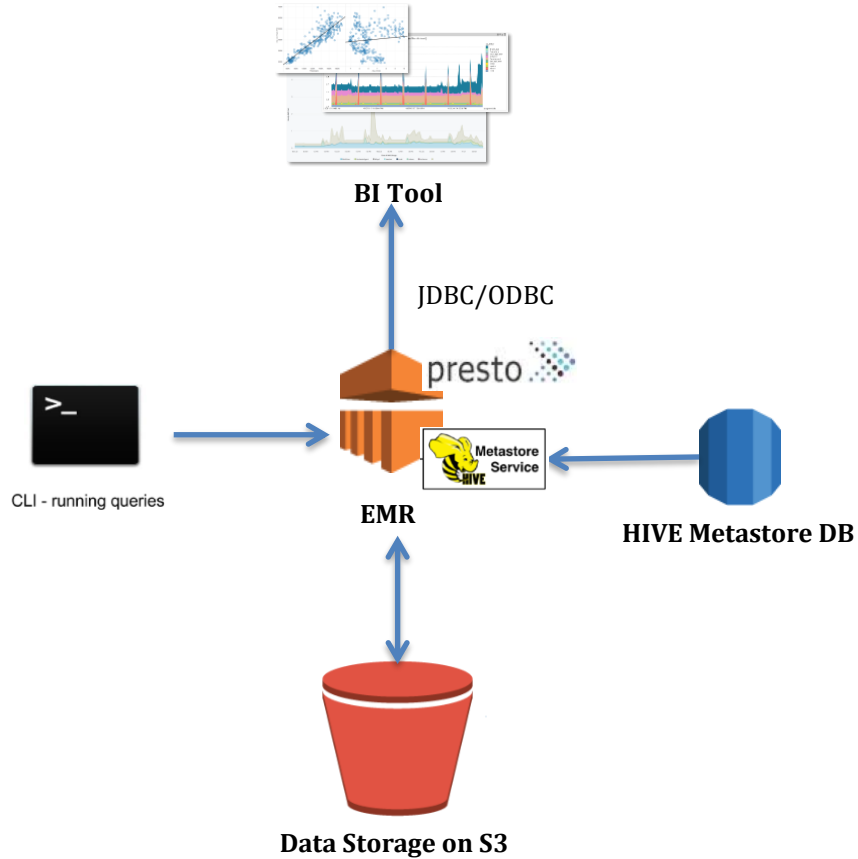 BI Tool
JDBC/ODBC
presto
>_
Metastore
Service
HIVE
CLI - running queries
EMR
HIVE Metastore DB
Data Storage on S3